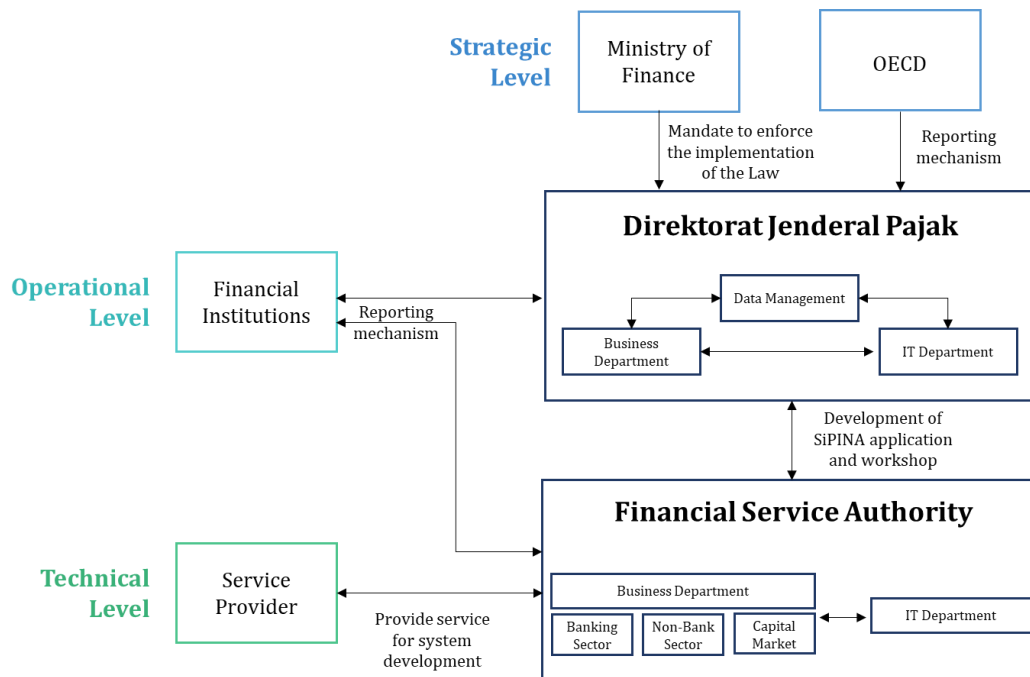 Strategic
Level
Ministry of
Finance
OECD
Mandate to enforce
the implementation
of the Law
Reporting
mechanism
Direktorat Jenderal Pajak
Operational
Level
Financial
Institutions
Reporting
mechanism
Data Management
Business
Department
IT Department
Development of
SiPINA application
and workshop
Financial Service Authority
Technical
Level
Service
Provider
Provide service
for system
development
Business Department
Banking
Sector
Non-Bank
Sector
Capital
Market
IT Department